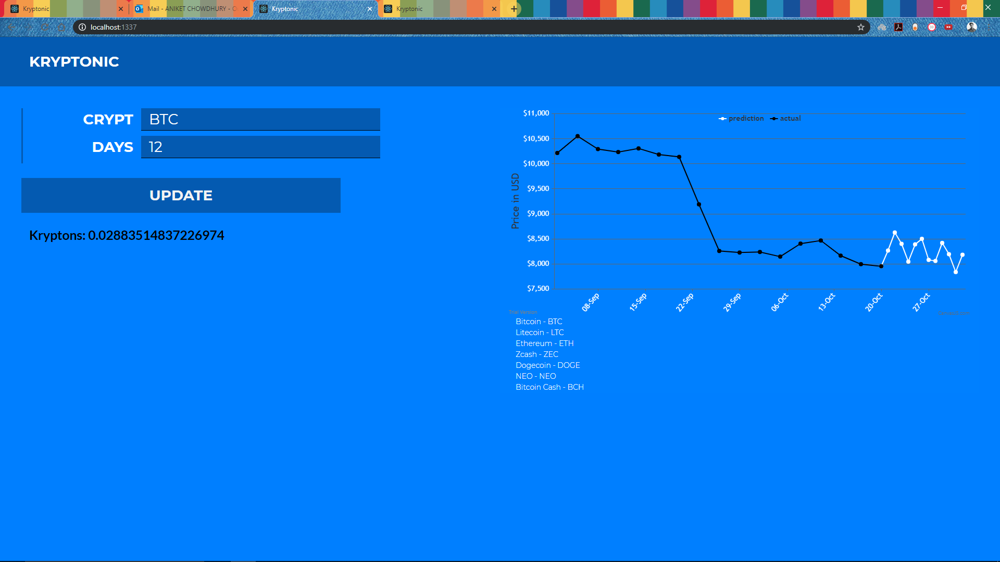 Kryptonic
Mail - ANIKET CHOWDHURY - O
Kryptonic
Kryptonic
localhost:1337
KRYPTONIC
CRYPT BTC
DAYS 12
UPDATE
Kryptons: 0.02883514837226974
prediction actual
Price in USD
$11,000
$10,500
$10,000
$9,500
$9,000
$8,500
$8,000
$7,500
08-Sep 15-Sep 22-Sep 29-Sep 06-Oct 13-Oct 20-Oct 27-Oct
Trial Version
CanvasJS.com
Bitcoin - BTC
Litecoin - LTC
Ethereum - ETH
Zcash - ZEC
Dogecoin - DOGE
NEO - NEO
Bitcoin Cash - BCH